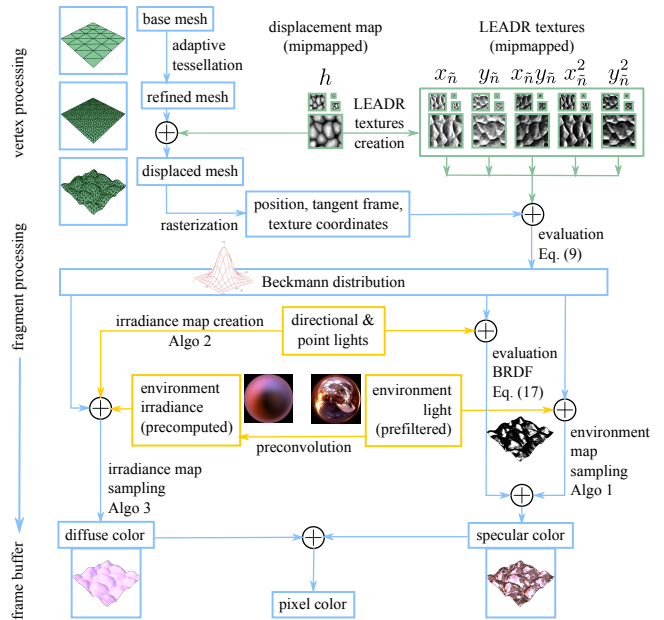 base mesh
adaptive
tessellation
refined mesh
displaced mesh
rasterization
vertex processing
displacement map
(mipmapped)
h
LEADR
textures
creation
LEADR textures
(mipmapped)
x_ñ y_ñ x_ñ y_ñ x²_ñ y²_ñ
position, tangent frame,
texture coordinates
evaluation
Eq. (9)
fragment processing
Beckmann distribution
irradiance map creation
Algo 2
directional &
point lights
evaluation
BRDF
Eq. (17)
environment
irradiance
(precomputed)
environment
light
(prefiltered)
preconvolution
environment
map
sampling
Algo 1
irradiance map
sampling
Algo 3
frame buffer
diffuse color
specular color
pixel color